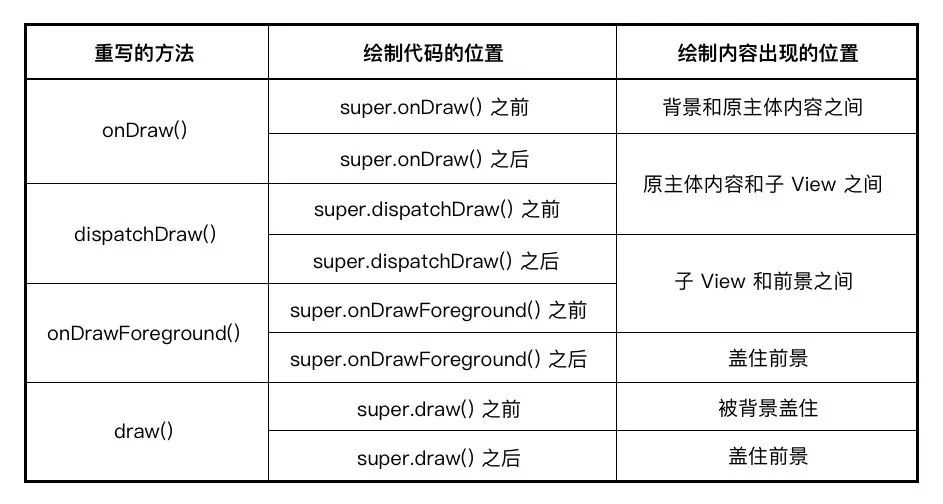 重写的方法 绘制代码的位置 绘制内容出现的位置
onDraw()
super.onDraw() 之前
背景和原主体内容之间
super.onDraw() 之后
原主体内容和子 View 之间
dispatchDraw()
super.dispatchDraw() 之前
super.dispatchDraw() 之后
子 View 和前景之间
onDrawForeground()
super.onDrawForeground() 之前
super.onDrawForeground() 之后
盖住前景
draw()
super.draw() 之前
被背景盖住
super.draw() 之后
盖住前景